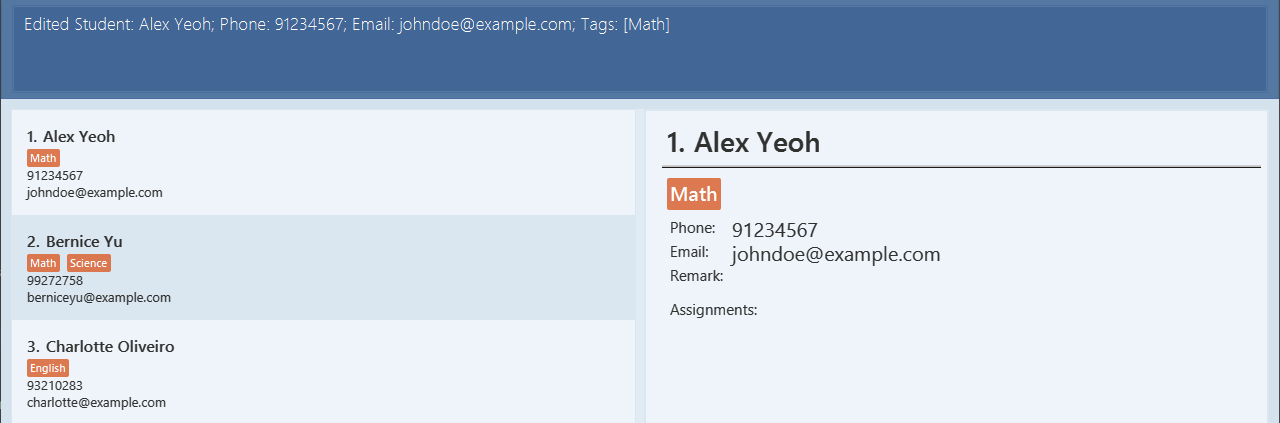 Edited Student: Alex Yeoh; Phone: 91234567; Email: johndoe@example.com; Tags: [Math]
1. Alex Yeoh
Math
91234567
johndoe@example.com
2. Bernice Yu
Math Science
99272758
berniceyu@example.com
3. Charlotte Oliveiro
English
93210283
charlotte@example.com
1. Alex Yeoh
Math
Phone: 91234567
Email: johndoe@example.com
Remark:
Assignments: